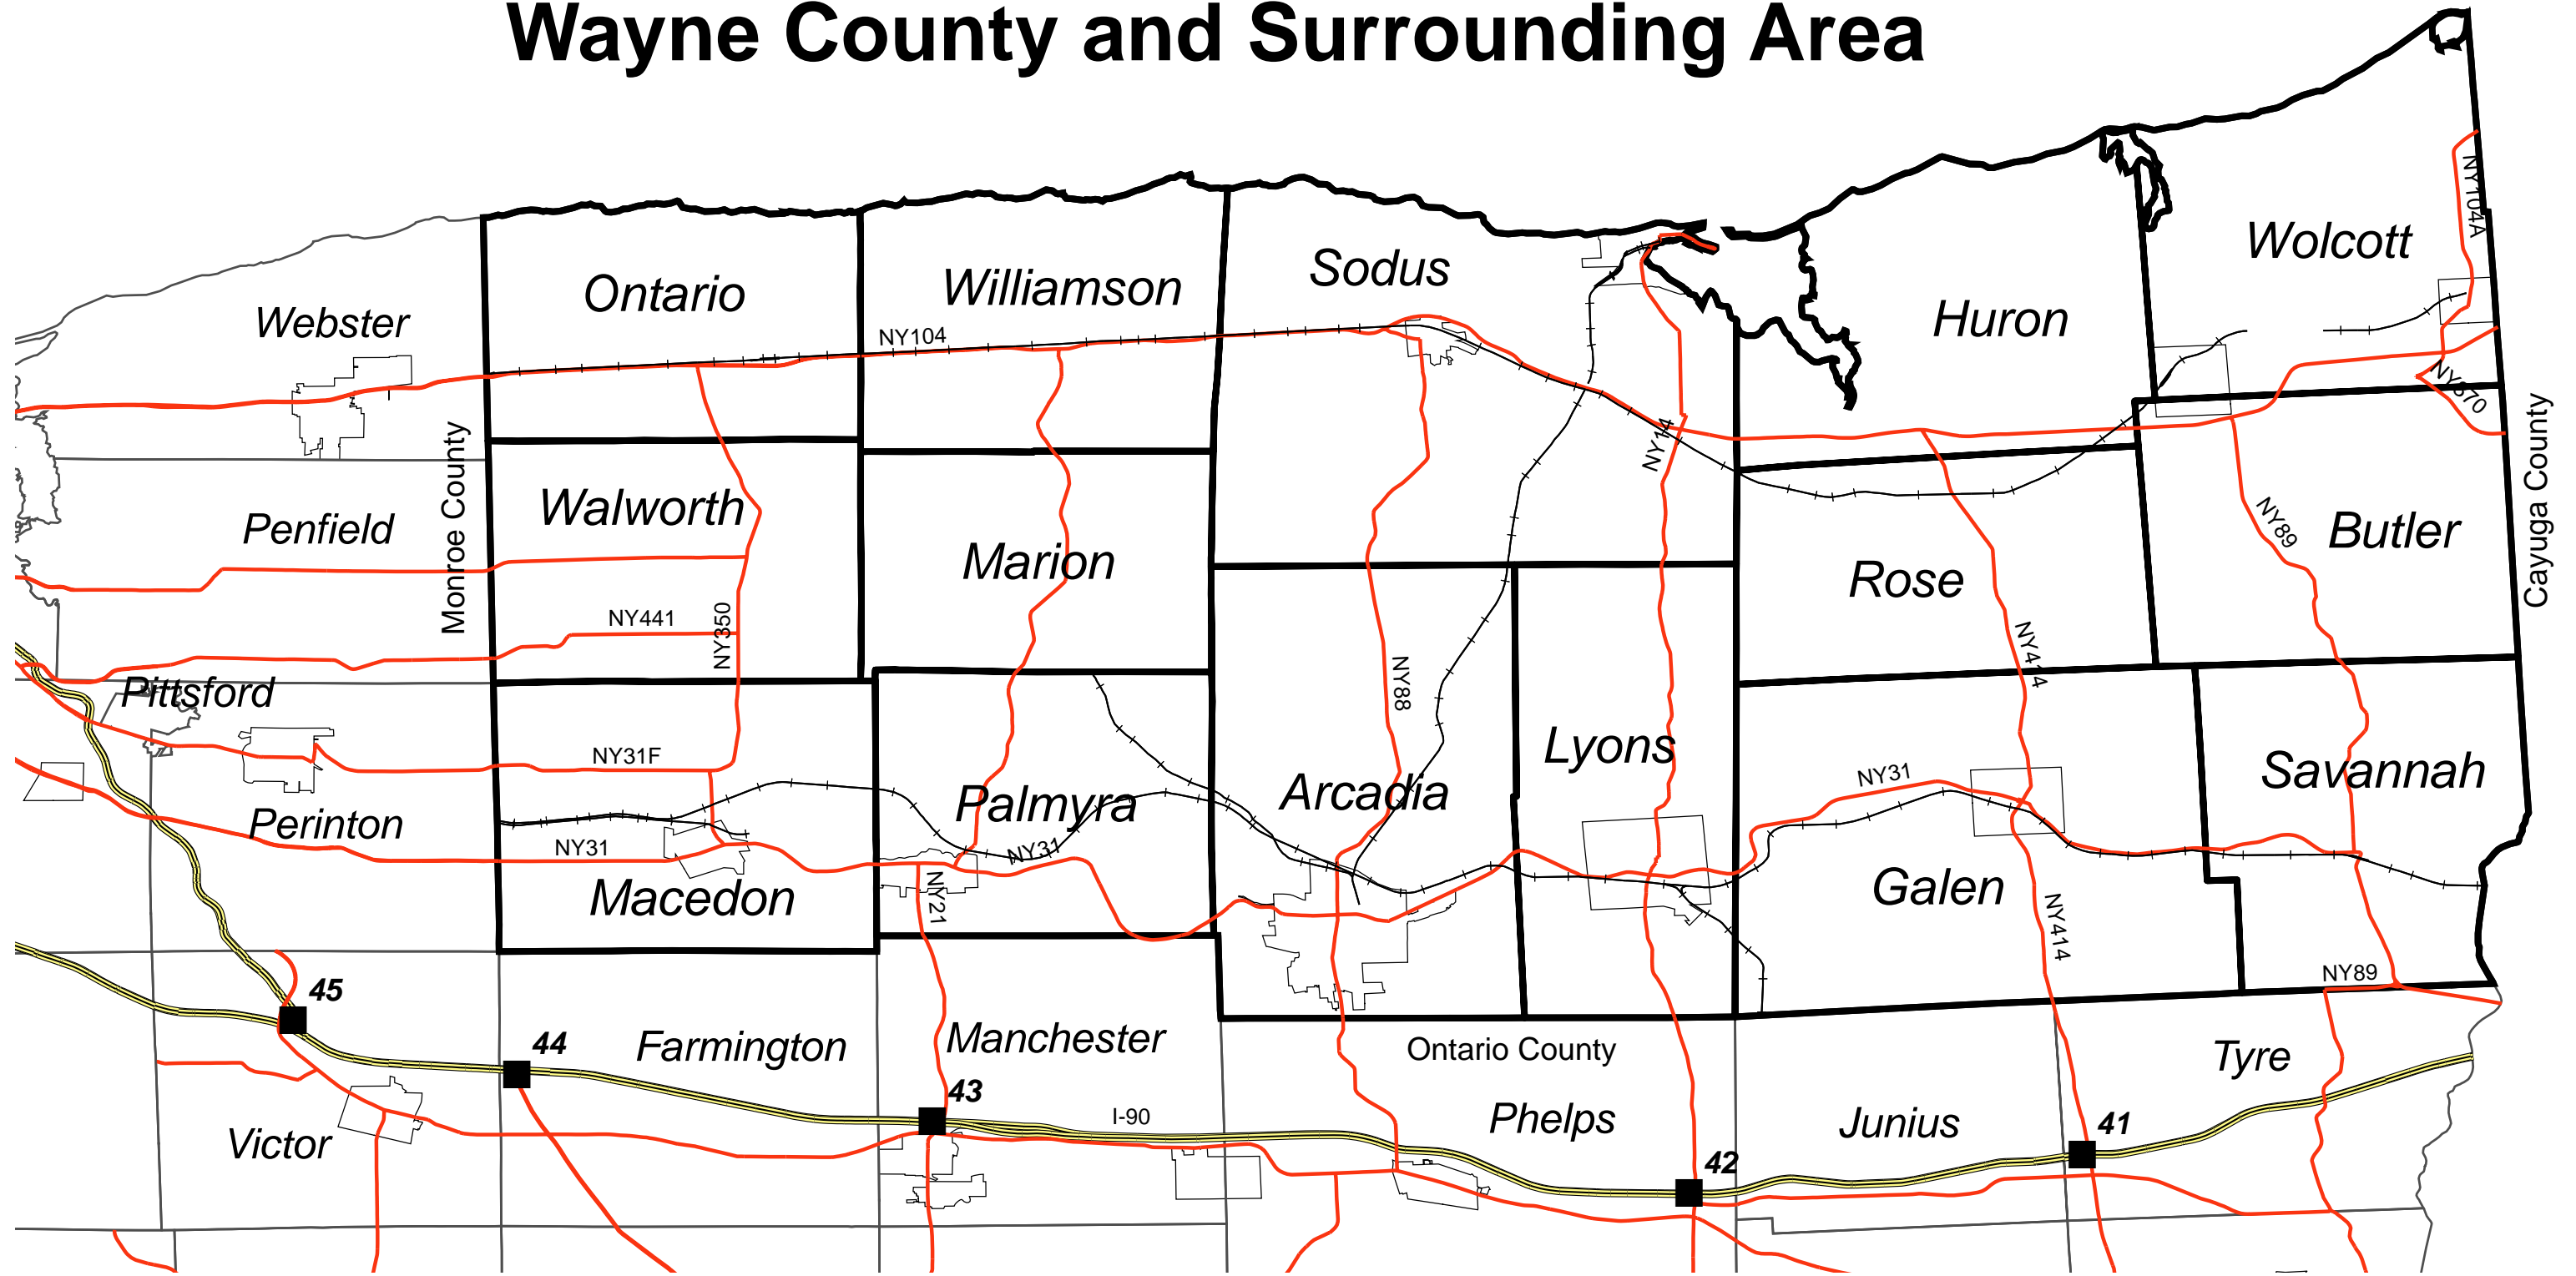 Wayne County and Surrounding Area
NY104A
Wolcott
Sodus
Ontario
Williamson
Webster
Huron
NY104
NY370
NY14
Monroe County
Cayuga County
Walworth
Penfield
NY89
Butler
Marion
Rose
NY441
NY350
NY414
Pittsford
NY88
NY31F
Lyons
Savannah
NY31
Arcadia
Palmyra
Perinton
NY31
NY31
Macedon
NY21
Galen
NY414
NY89
45
44
Farmington
Manchester
Ontario County
Tyre
43
I-90
Phelps
Junius
41
Victor
42